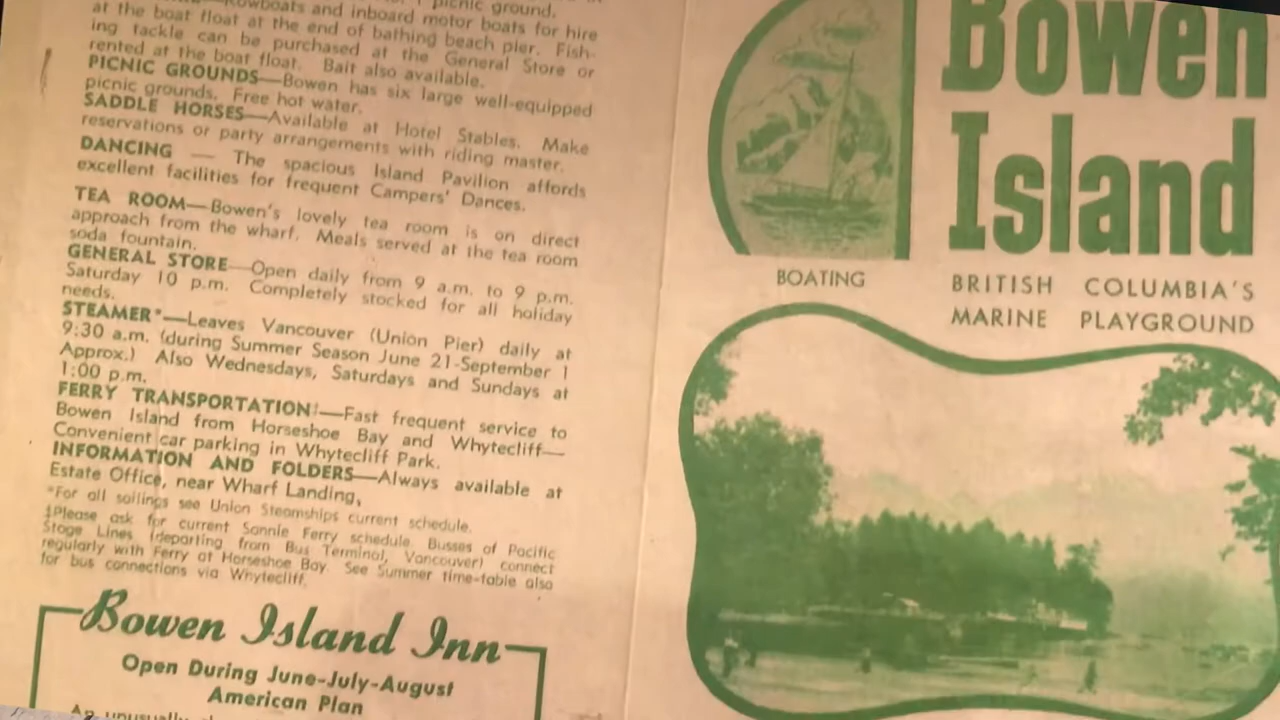 Rowboats and inboard motor boats for hire
at the boat float at the end of bathing beach pier. Fish-
ing tackle can be purchased at the General Store or
rented at the boat float. Bait also available.
PICNIC GROUNDS—Bowen has six large well-equipped
picnic grounds. Free hot water.
SADDLE HORSES—Available at Hotel Stables. Make
reservations or party arrangements with riding master.
DANCING — The spacious Island Pavilion affords
excellent facilities for frequent Campers' Dances.
TEA ROOM—Bowen's lovely tea room is on direct
approach from the wharf. Meals served at the tea room
soda fountain.
GENERAL STORE—Open daily from 9 a.m. to 9 p.m.
Saturday 10 p.m. Completely stocked for all holiday
needs.
STEAMER*—Leaves Vancouver (Union Pier) daily at
9:30 a.m. (during Summer Season June 21-September 1
Approx.) Also Wednesdays, Saturdays and Sundays at
1:00 p.m.
FERRY TRANSPORTATION‡—Fast frequent service to
Bowen Island from Horseshoe Bay and Whytecliff—
Convenient car parking in Whytecliff Park.
INFORMATION AND FOLDERS—Always available at
Estate Office, near Wharf Landing,
*For all sailings see Union Steamships current schedule.
‡Please ask for current Sannie Ferry schedule. Busses of Pacific
Stage Lines (departing from Bus Terminal, Vancouver) connect
regularly with Ferry at Horseshoe Bay. See Summer time-table also
for bus connections via Whytecliff.
Bowen Island Inn
Open During June-July-August
American Plan
An unusually
Bowen
Island
BRITISH COLUMBIA'S
MARINE PLAYGROUND
BOATING